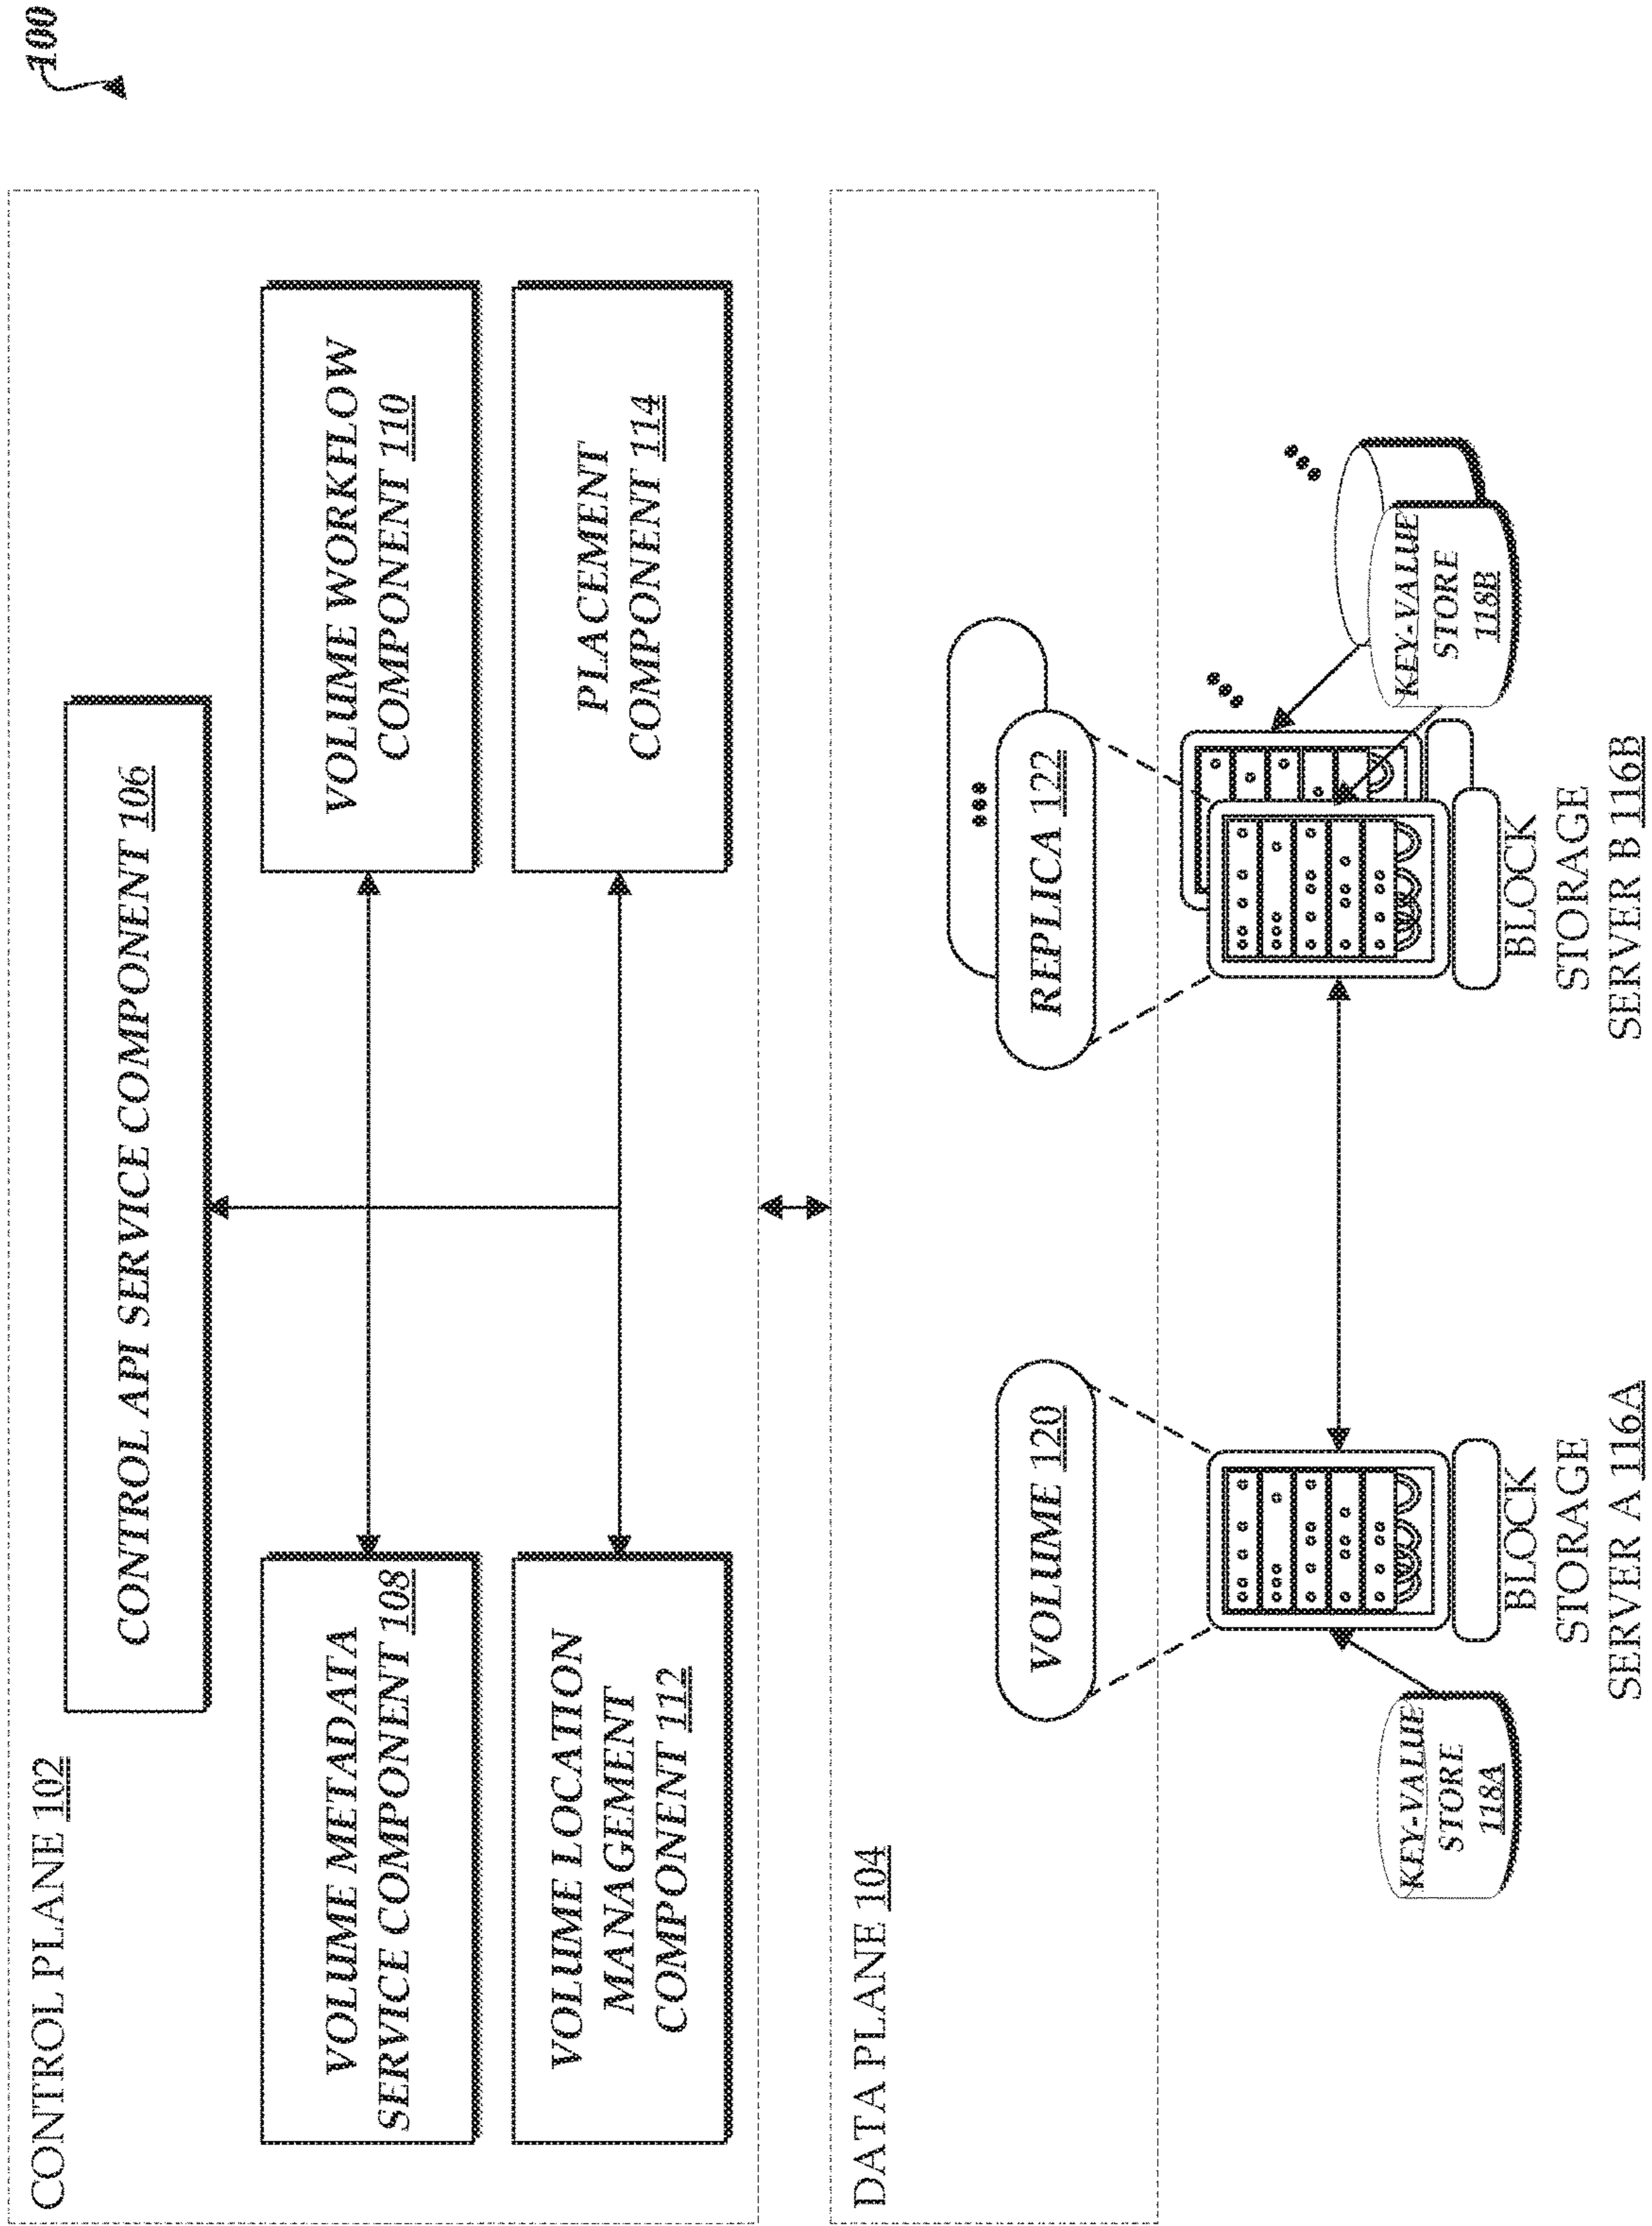 100
CONTROL PLANE 102
CONTROL API SERVICE COMPONENT 106
VOLUME METADATA
SERVICE COMPONENT 108
VOLUME WORKFLOW
COMPONENT 110
VOLUME LOCATION
MANAGEMENT
COMPONENT 112
PLACEMENT
COMPONENT 114
DATA PLANE 104
VOLUME 120
REPLICA 122
KEY-VALUE
STORE
118A
BLOCK
STORAGE
SERVER A 116A
BLOCK
STORAGE
SERVER B 116B
KEY-VALUE
STORE
118B